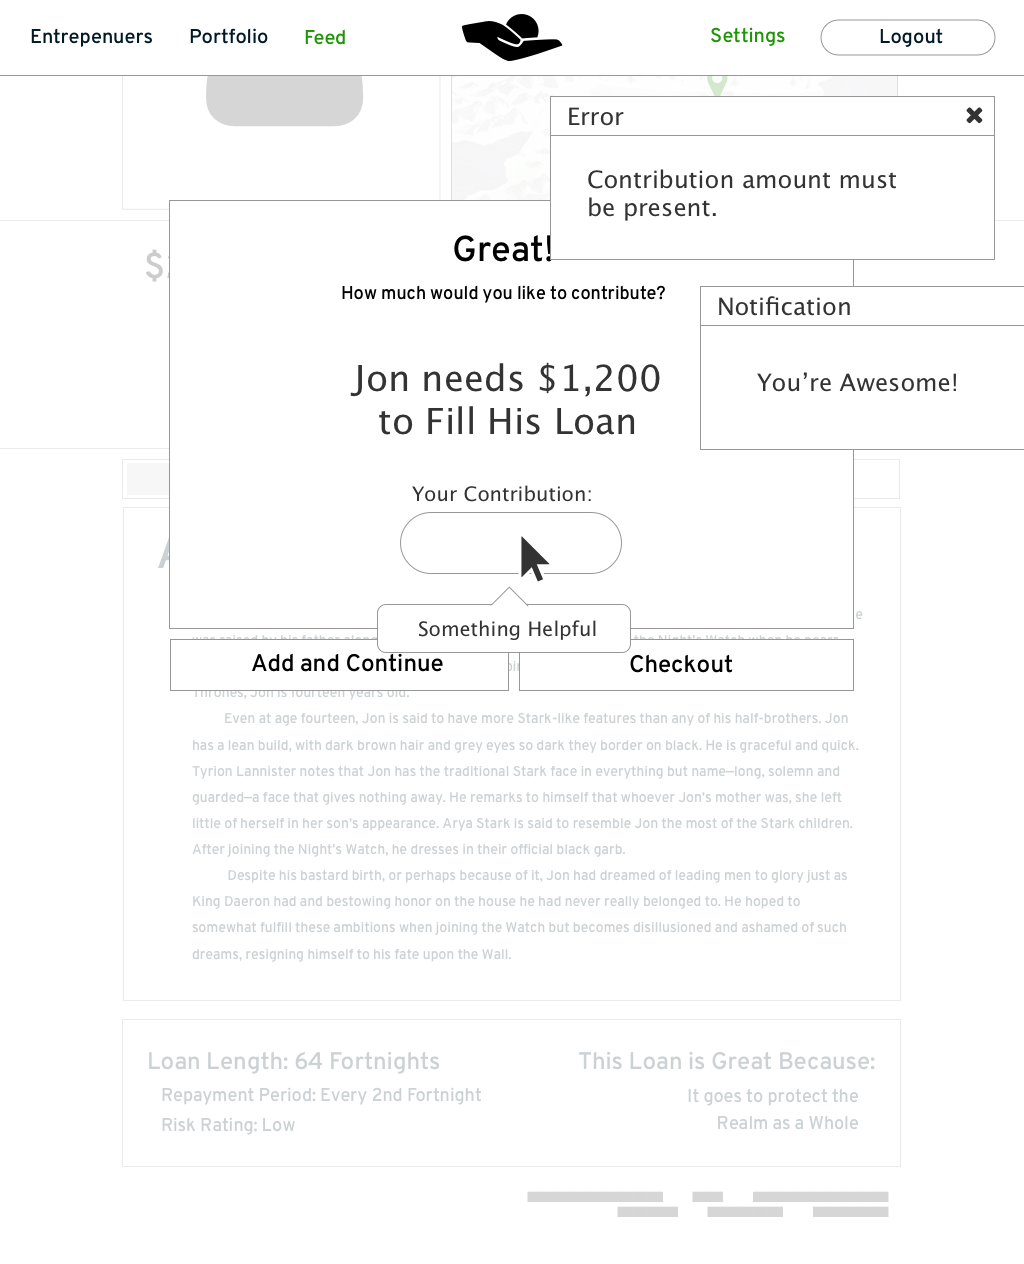 Entrepenuers
Portfolio
Feed
Settings
Logout
Error
Contribution amount must
be present.
Great!
How much would you like to contribute?
Notification
You’re Awesome!
Jon needs $1,200
to Fill His Loan
Your Contribution:
Something Helpful
Add and Continue
Checkout
Thrones, Jon is fourteen years old.
Even at age fourteen, Jon is said to have more Stark-like features than any of his half-brothers. Jon
has a lean build, with dark brown hair and grey eyes so dark they border on black. He is graceful and quick.
Tyrion Lannister notes that Jon has the traditional Stark face in everything but name—long, solemn and
guarded—a face that gives nothing away. He remarks to himself that whoever Jon's mother was, she left
little of herself in her son's appearance. Arya Stark is said to resemble Jon the most of the Stark children.
After joining the Night's Watch, he dresses in their official black garb.
Despite his bastard birth, or perhaps because of it, Jon had dreamed of leading men to glory just as
King Daeron had and bestowing honor on the house he had never really belonged to. He hoped to
somewhat fulfill these ambitions when joining the Watch but becomes disillusioned and ashamed of such
dreams, resigning himself to his fate upon the Wall.
Loan Length: 64 Fortnights
Repayment Period: Every 2nd Fortnight
Risk Rating: Low
This Loan is Great Because:
It goes to protect the
Realm as a Whole